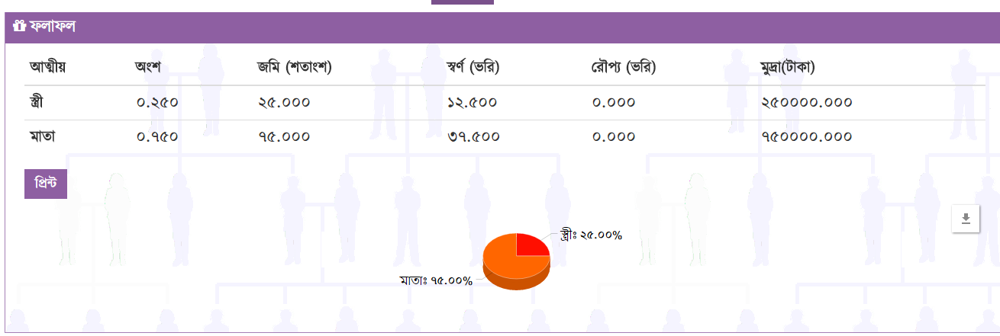 ফলাফল
আত্মীয় অংশ জমি (শতাংশ) স্বর্ণ (ভরি) রৌপ্য (ভরি) মুদ্রা(টাকা)
স্ত্রী ০.২৫০ ২৫.০০০ ১২.৫০০ ০.০০০ ২৫০০০০.০০০
মাতা ০.৭৫০ ৭৫.০০০ ৩৭.৫০০ ০.০০০ ৭৫০০০০.০০০
প্রিন্ট
স্ত্রীঃ ২৫.০০%
মাতাঃ ৭৫.০০%